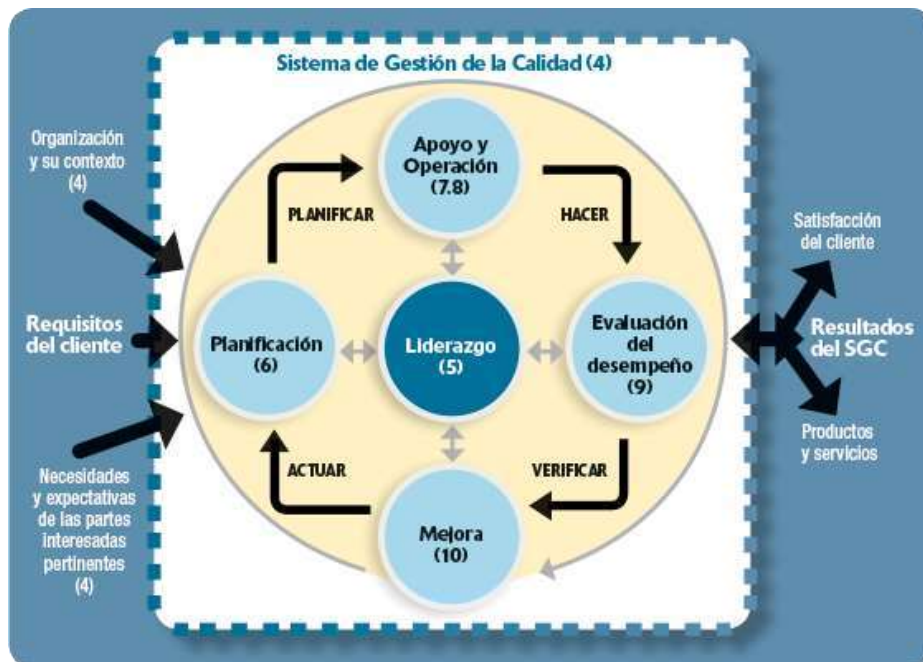 Sistema de Gestión de la Calidad (4)
Organización
y su contexto
(4)
Requisitos
del cliente
Necesidades
y expectativas
de las partes
interesadas
pertinentes
(4)
Apoyo y
Operación
(7.8)
PLANIFICAR
HACER
Planificación
(6)
Liderazgo
(5)
Evaluación
del
desempeño
(9)
ACTUAR
VERIFICAR
Mejora
(10)
Satisfacción
del cliente
Resultados
del SGC
Productos
y servicios